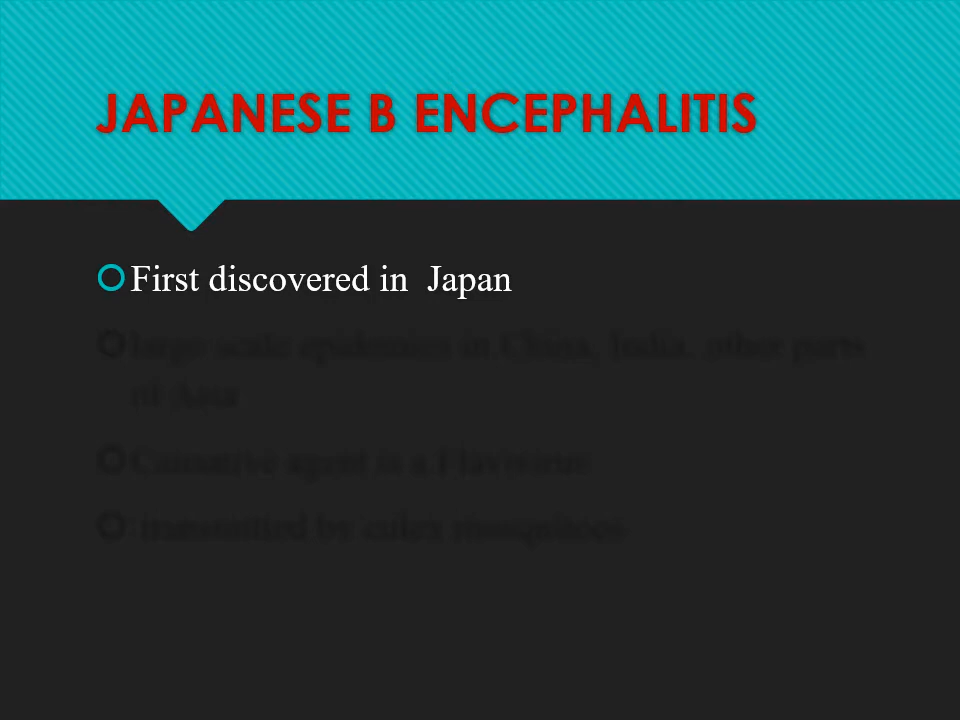 JAPANESE B ENCEPHALITIS
First discovered in Japan
large scale epidemics in China, India, other parts
of Asia
Causative agent is a Flavivirus
transmitted by culex mosquitoes